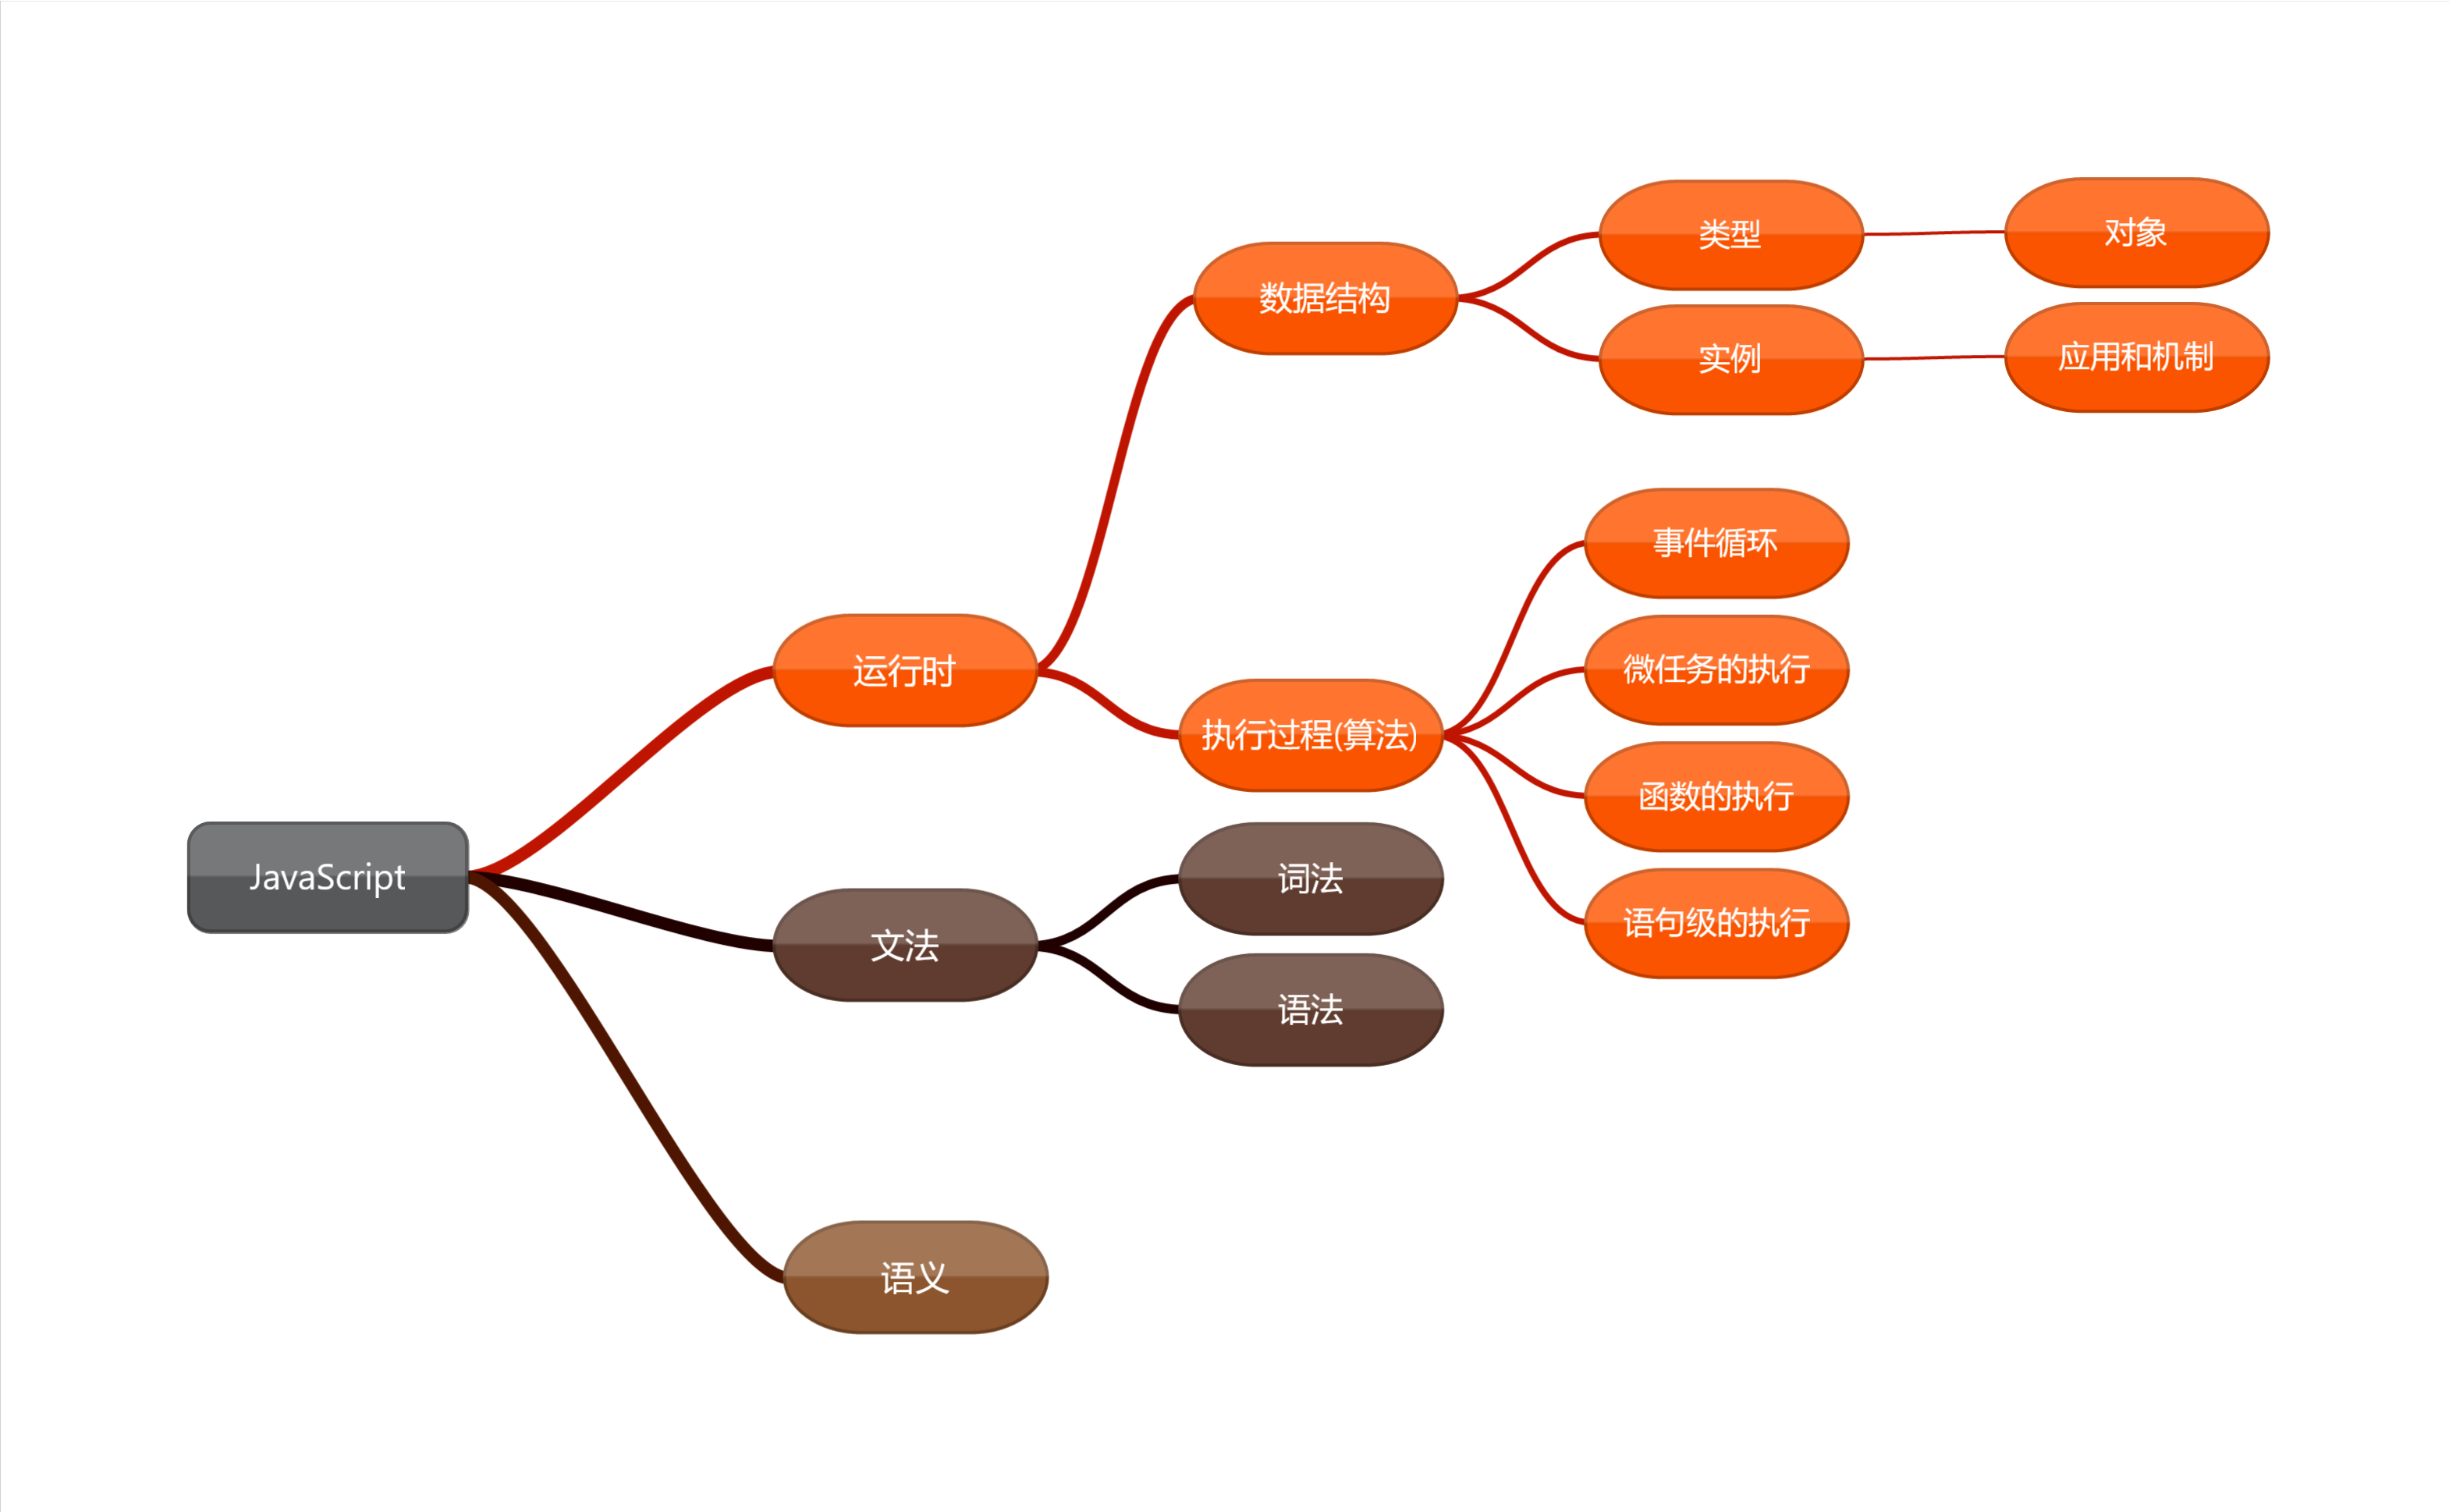 JavaScript
运行时
数据结构
类型
对象
实例
应用和机制
执行过程(算法)
事件循环
微任务的执行
函数的执行
语句级的执行
文法
词法
语法
语义